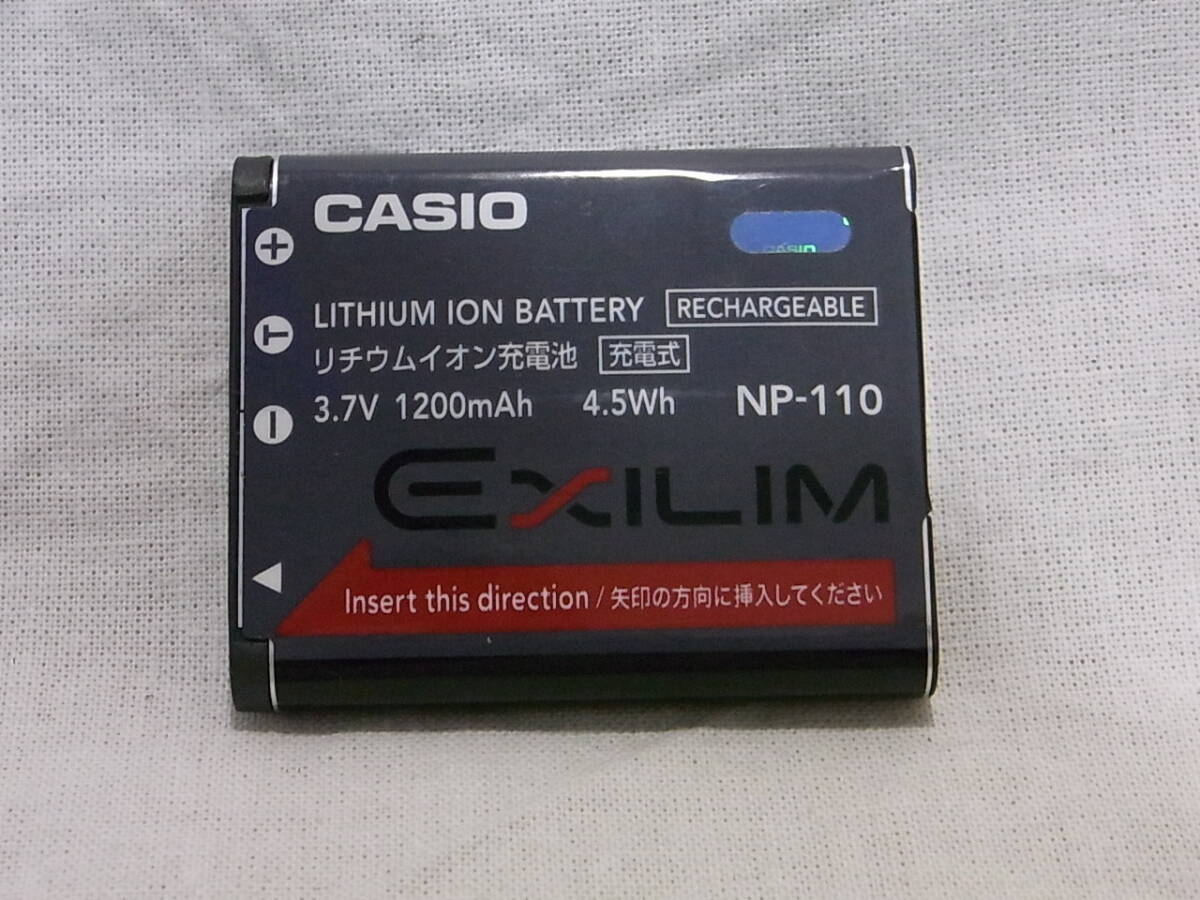 CASIO
CASIO
+
T
−
LITHIUM ION BATTERY RECHARGEABLE
リチウムイオン充電池 充電式
3.7V 1200mAh 4.5Wh NP-110
EXILIM
Insert this direction / 矢印の方向に挿入してください